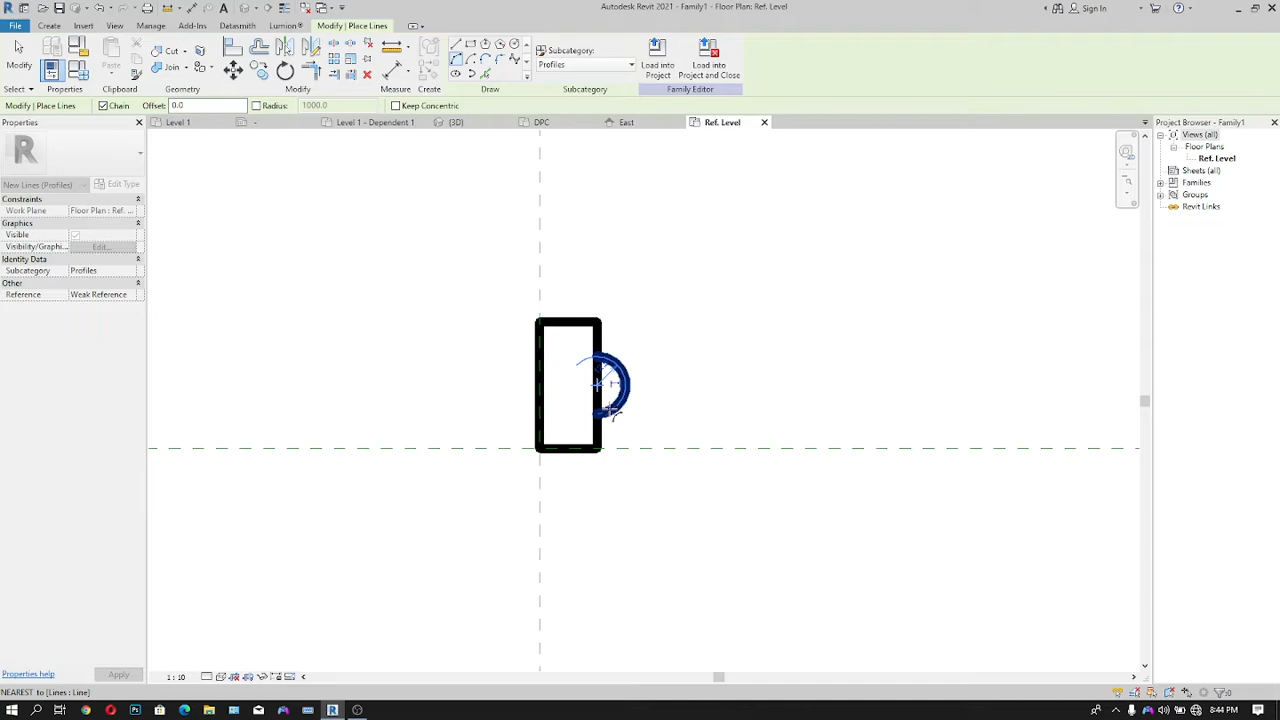 Autodesk Revit 2021 - Family1 - Floor Plan: Ref. Level
Sign In
File Create Insert View Manage Add-Ins Datasmith Lumion® Modify | Place Lines
Modify
Paste
Cut
Join
Subcategory:
Profiles
Load into
Project
Load into
Project and Close
Select Properties Clipboard Geometry Modify Measure Create Draw Subcategory Family Editor
Modify | Place Lines Chain Offset: 0.0 Radius: 1000.0 Keep Concentric
Properties
Level 1
-
Level 1 - Dependent 1
{3D}
DPC
East
Ref. Level
Project Browser - Family1
R
New Lines (Profiles) Edit Type
Constraints
Work Plane Floor Plan : Ref. ...
Graphics
Visible
Visibility/Graphi... Edit...
Identity Data
Subcategory Profiles
Other
Reference Weak Reference
Views (all)
Floor Plans
Ref. Level
Sheets (all)
Families
Groups
Revit Links
Properties help Apply
1 : 10
NEAREST to [Lines : Line]
:0
8:44 PM